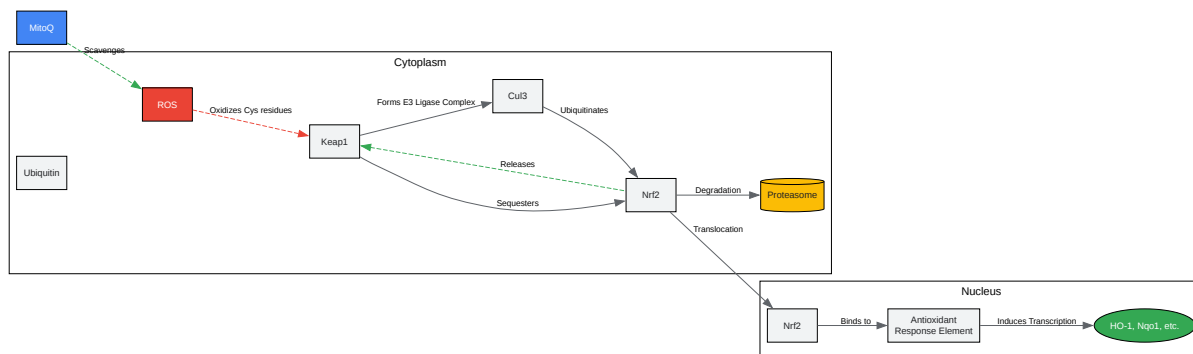 MitoQ
Scavenges
Cytoplasm
ROS
Oxidizes Cys residues
Forms E3 Ligase Complex
Cul3
Ubiquitinates
Keap1
Ubiquitin
Releases
Sequesters
Nrf2
Degradation
Proteasome
Translocation
Nucleus
Nrf2
Binds to
Antioxidant
Response Element
Induces Transcription
HO-1, Nqo1, etc.